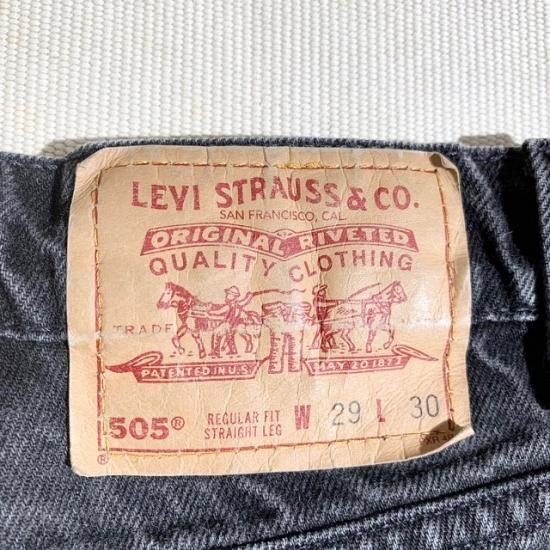 LEVI STRAUSS & CO.
SAN FRANCISCO, CAL.
ORIGINAL RIVETED
QUALITY CLOTHING
TRADE
PATENTED IN U.S. MAY 20 1873
505® REGULAR FIT W 29 L 30
STRAIGHT LEG
®